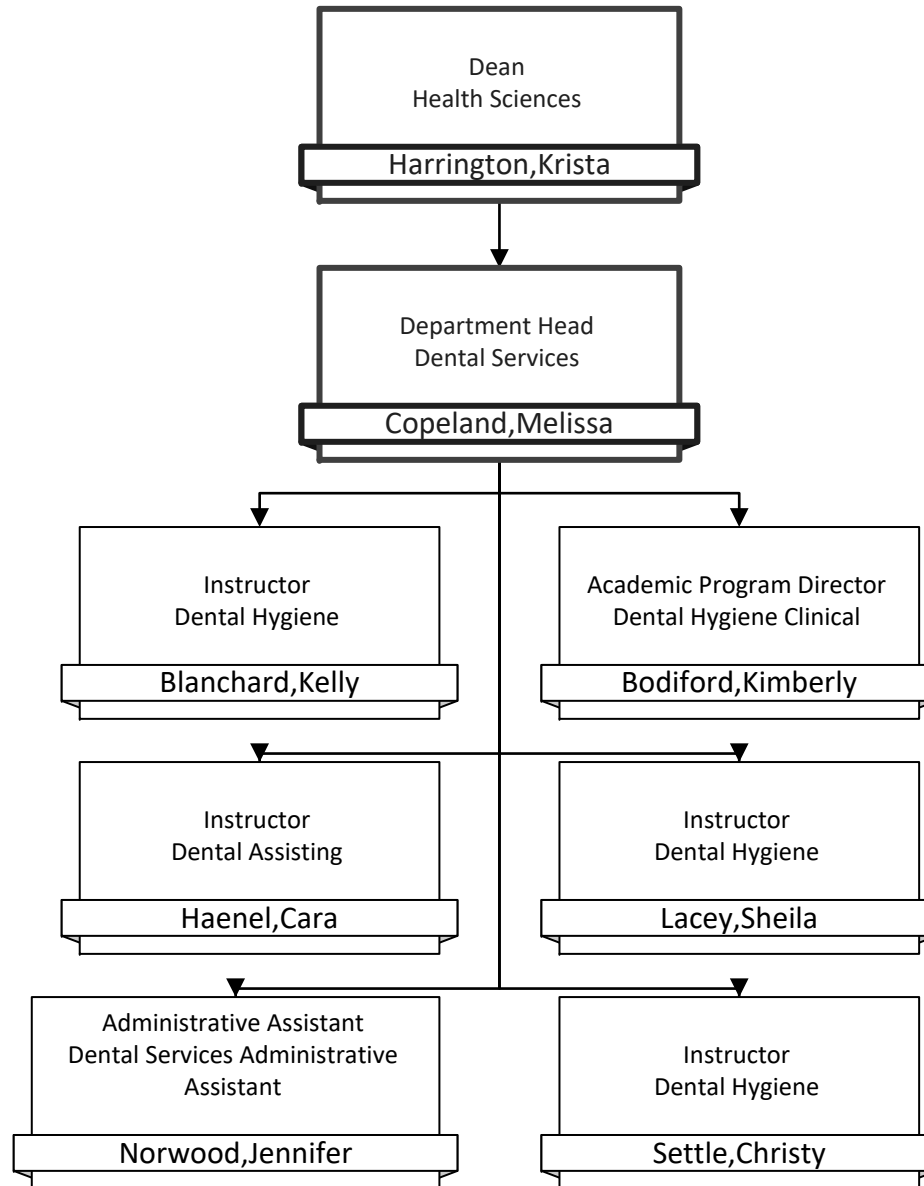 Dean
Health Sciences
Harrington,Krista
Department Head
Dental Services
Copeland,Melissa
Instructor
Dental Hygiene
Blanchard,Kelly
Academic Program Director
Dental Hygiene Clinical
Bodiford,Kimberly
Instructor
Dental Assisting
Haenel,Cara
Instructor
Dental Hygiene
Lacey,Sheila
Administrative Assistant
Dental Services Administrative
Assistant
Norwood,Jennifer
Instructor
Dental Hygiene
Settle,Christy